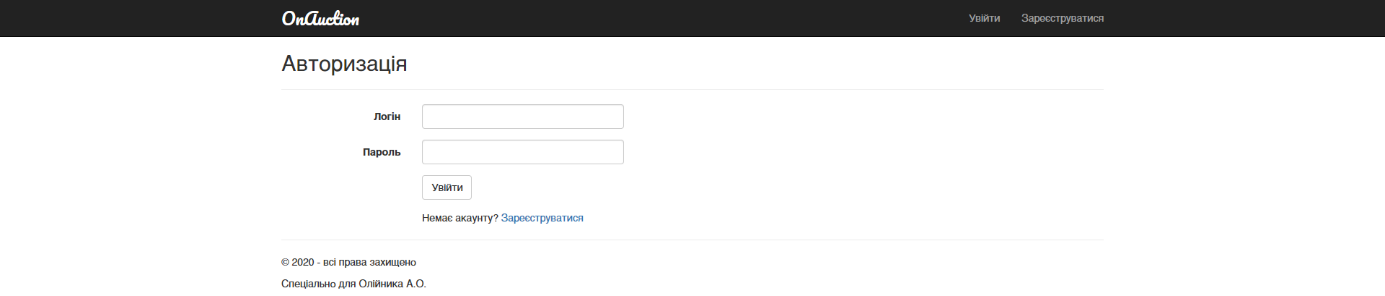 OnAuction
Увійти Зареєструватися
Авторизація
Логін
Пароль
Увійти
Немає акаунту? Зареєструватися
© 2020 - всі права захищено
Спеціально для Олійника А.О.